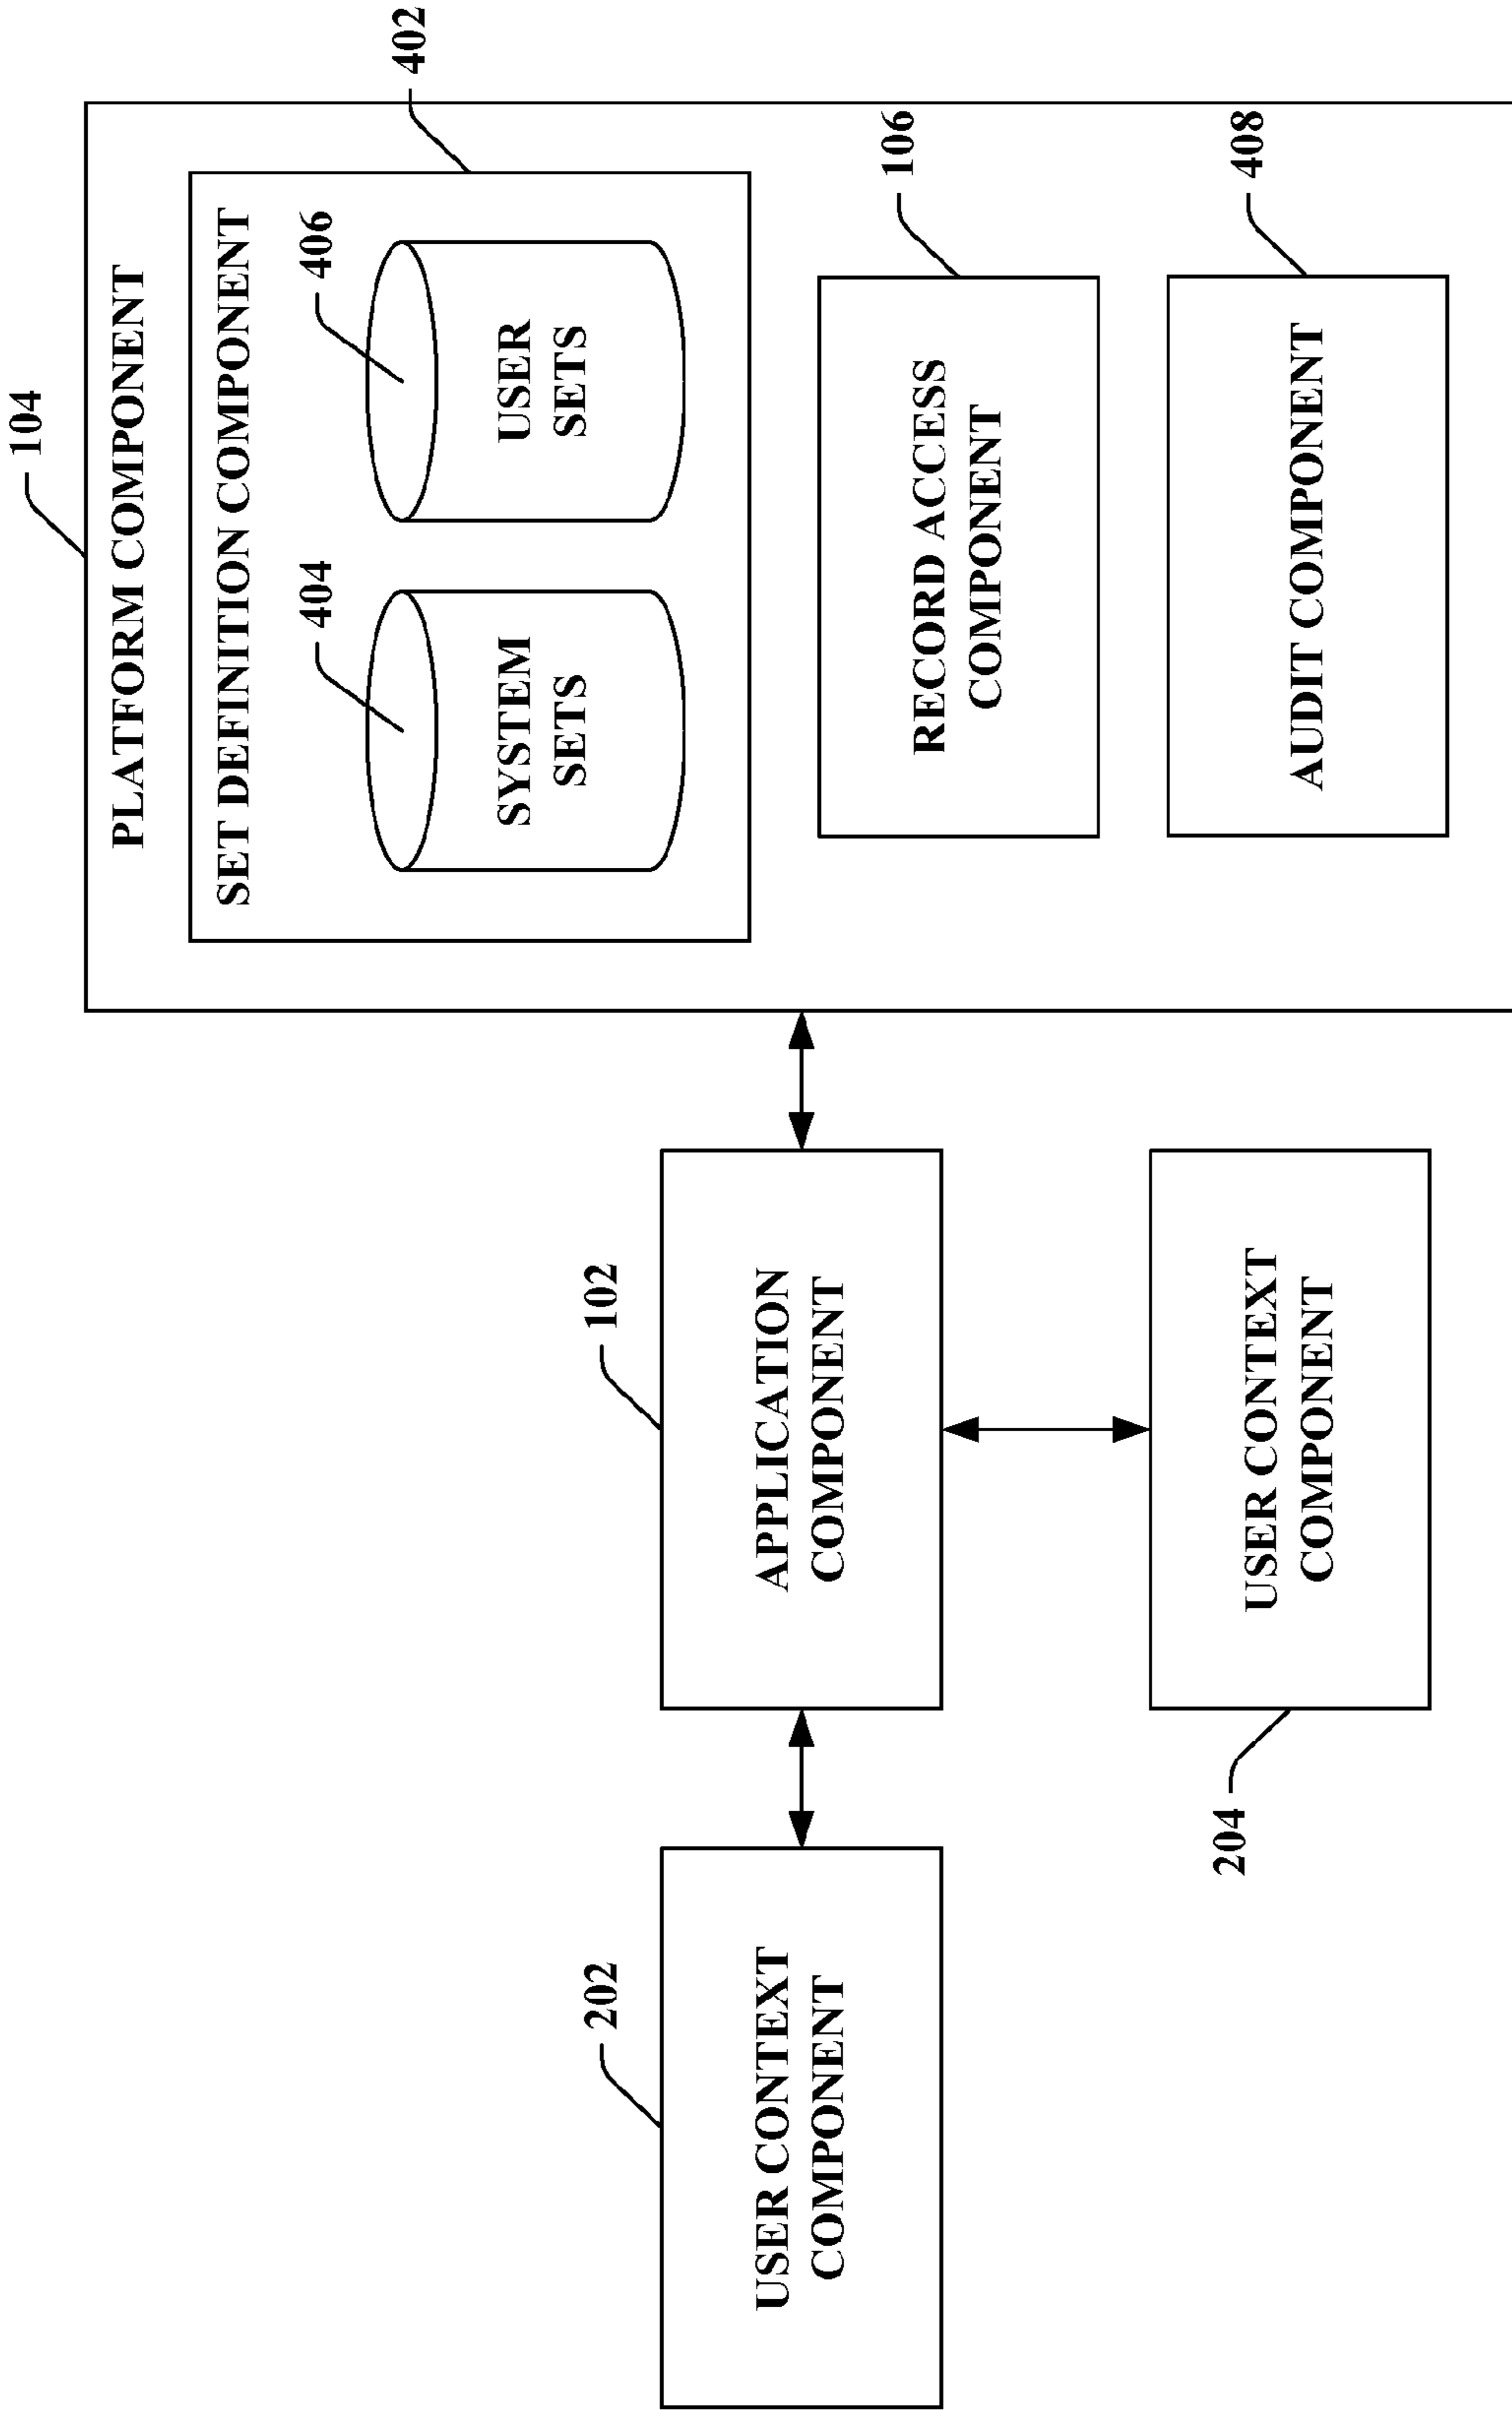 104
PLATFORM COMPONENT
402
SET DEFINITION COMPONENT
404
406
SYSTEM
SETS
USER
SETS
106
RECORD ACCESS
COMPONENT
408
AUDIT COMPONENT
102
APPLICATION
COMPONENT
202
USER CONTEXT
COMPONENT
204
USER CONTEXT
COMPONENT